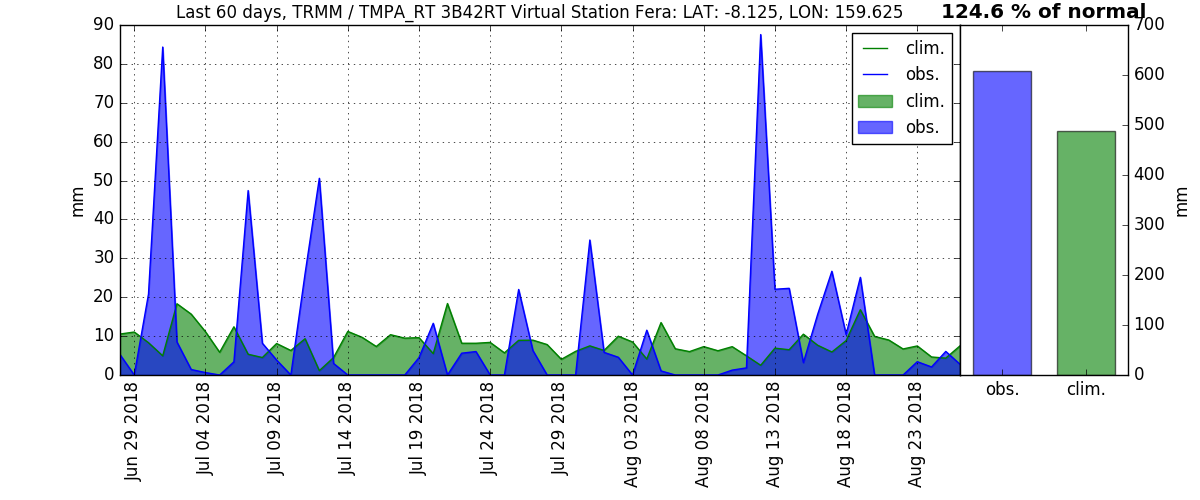 Last 60 days, TRMM / TMPA_RT 3B42RT Virtual Station Fera: LAT: -8.125, LON: 159.625
124.6 % of normal
90
80
70
60
50
40
30
20
10
0
mm
clim.
obs.
clim.
obs.
Jun 29 2018
Jul 04 2018
Jul 09 2018
Jul 14 2018
Jul 19 2018
Jul 24 2018
Jul 29 2018
Aug 03 2018
Aug 08 2018
Aug 13 2018
Aug 18 2018
Aug 23 2018
700
600
500
400
300
200
100
0
mm
obs.
clim.